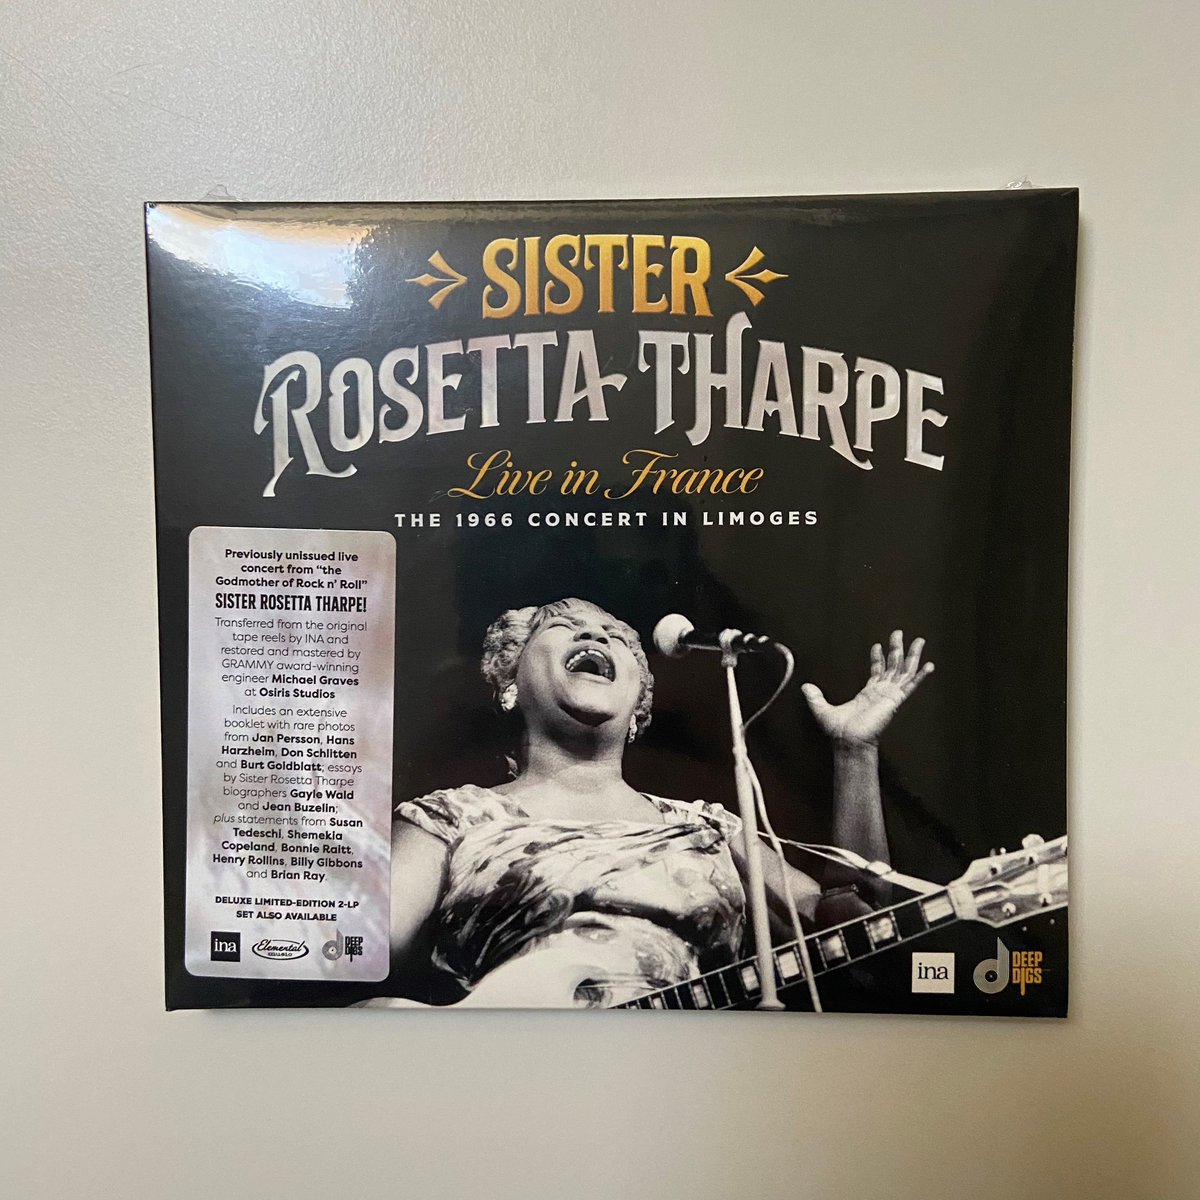 SISTER
ROSETTA THARPE
Live in France
THE 1966 CONCERT IN LIMOGES
Previously unissued live
concert from "the
Godmother of Rock n' Roll"
SISTER ROSETTA THARPE!
Transferred from the original
tape reels by INA and
restored and mastered by
GRAMMY award-winning
engineer Michael Graves
at Osiris Studios
Includes an extensive
booklet with rare photos
from Jan Persson, Hans
Harzheim, Don Schlitten
and Burt Goldblatt; essays
by Sister Rosetta Tharpe
biographers Gayle Wald
and Jean Buzelin;
plus statements from Susan
Tedeschi, Shemekia
Copeland, Bonnie Raitt,
Henry Rollins, Billy Gibbons
and Brian Ray.
DELUXE LIMITED-EDITION 2-LP
SET ALSO AVAILABLE
ina
Elemental
music
DEEP
DIGS
ina
DEEP
DIGS